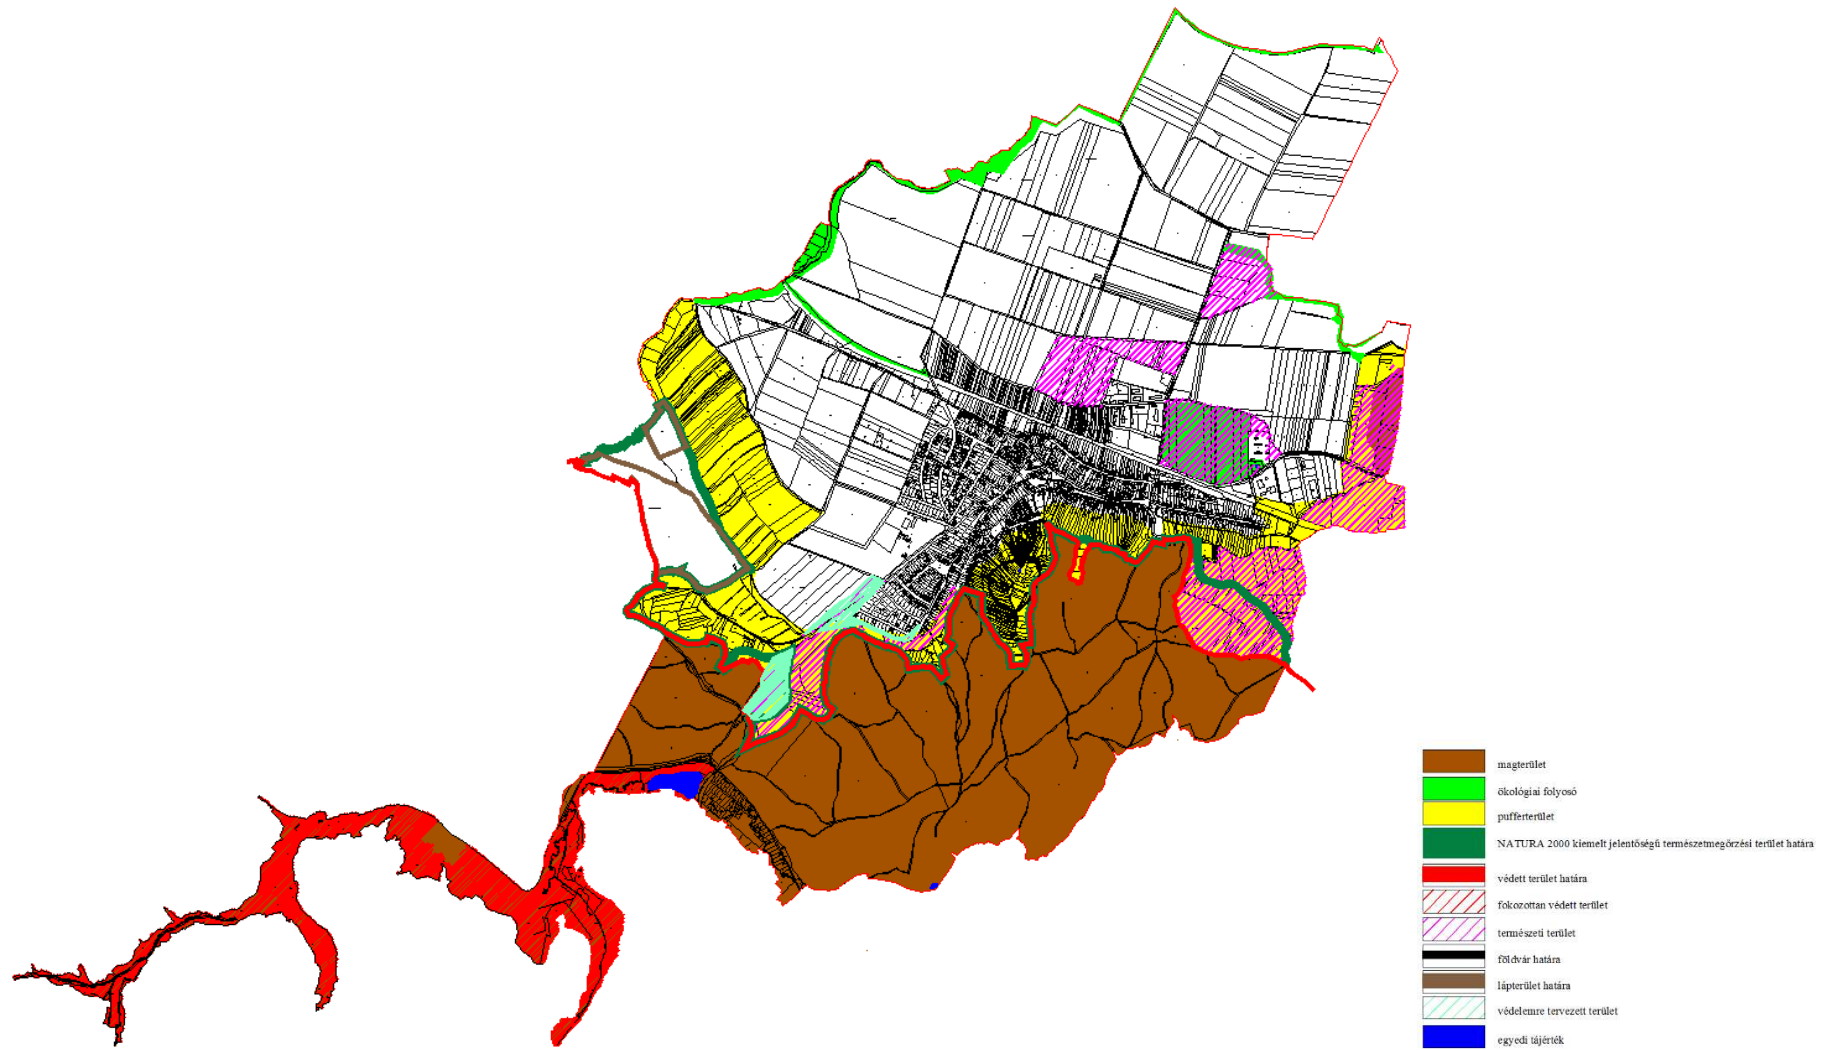 magterület
ökológiai folyosó
pufferterület
NATURA 2000 kiemelt jelentőségű természetmegőrzési terület határa
védett terület határa
fokozottan védett terület
természeti terület
földvár határa
lápterület határa
védelemre tervezett terület
egyedi tájérték